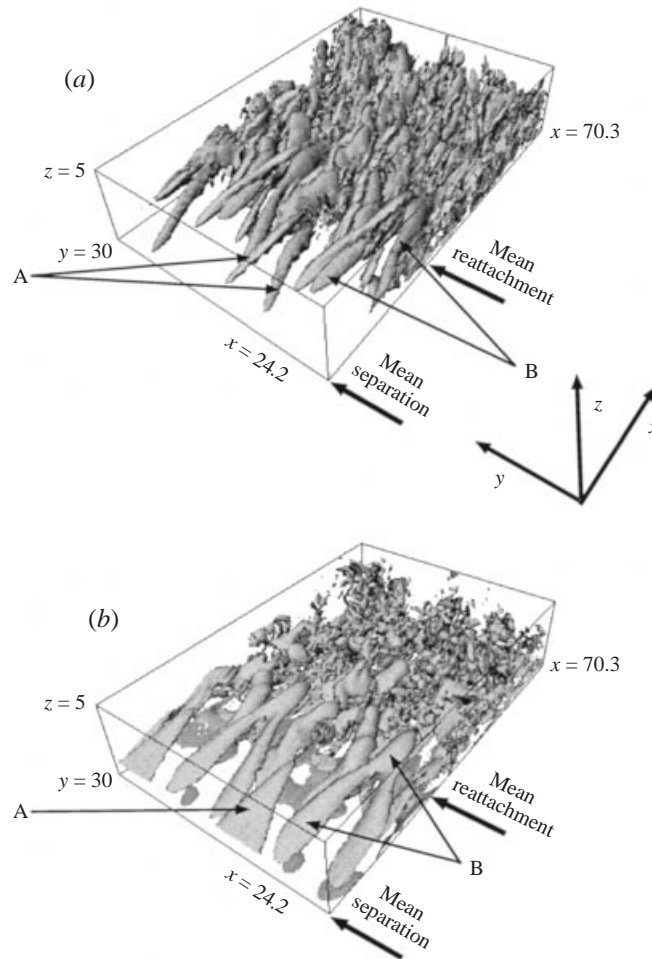 (a)
x = 70.3
z = 5
y = 30
A
Mean
reattachment
x = 24.2
B
Mean
separation
z
x
y
(b)
x = 70.3
z = 5
y = 30
A
Mean
reattachment
B
x = 24.2
Mean
separation